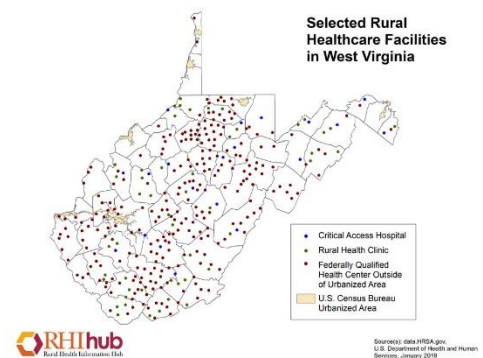 Selected Rural
Healthcare Facilities
in West Virginia
Critical Access Hospital
Rural Health Clinic
Federally Qualified
Health Center Outside
of Urbanized Area
U.S. Census Bureau
Urbanized Area
RHIhub
Rural Health Information Hub
Source(s): data.HRSA.gov,
U.S. Department of Health and Human
Services, January 2019